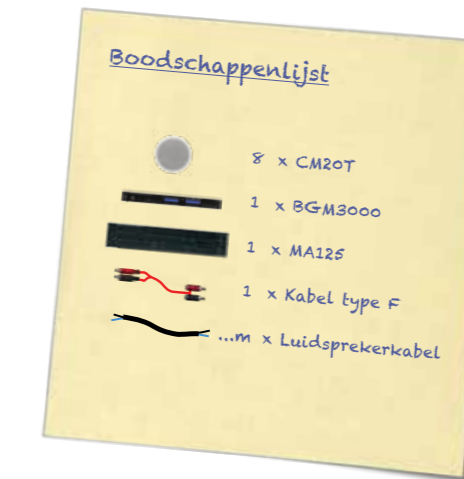 Boodschappenlijst
8 x CM20T
1 x BGM3000
1 x MA125
1 x Kabel type F
...m x Luidsprekerkabel